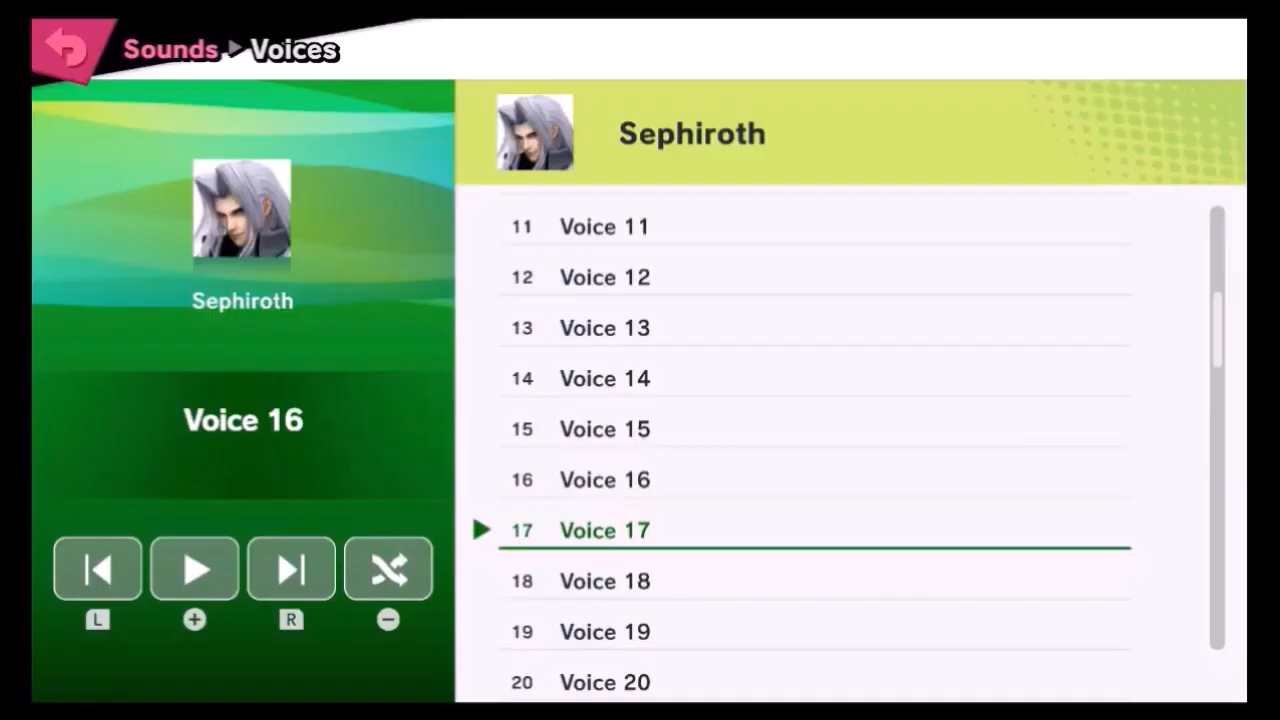 Sounds ▶ Voices
Sephiroth
Voice 16
L + R −
Sephiroth
11 Voice 11
12 Voice 12
13 Voice 13
14 Voice 14
15 Voice 15
16 Voice 16
17 Voice 17
18 Voice 18
19 Voice 19
20 Voice 20